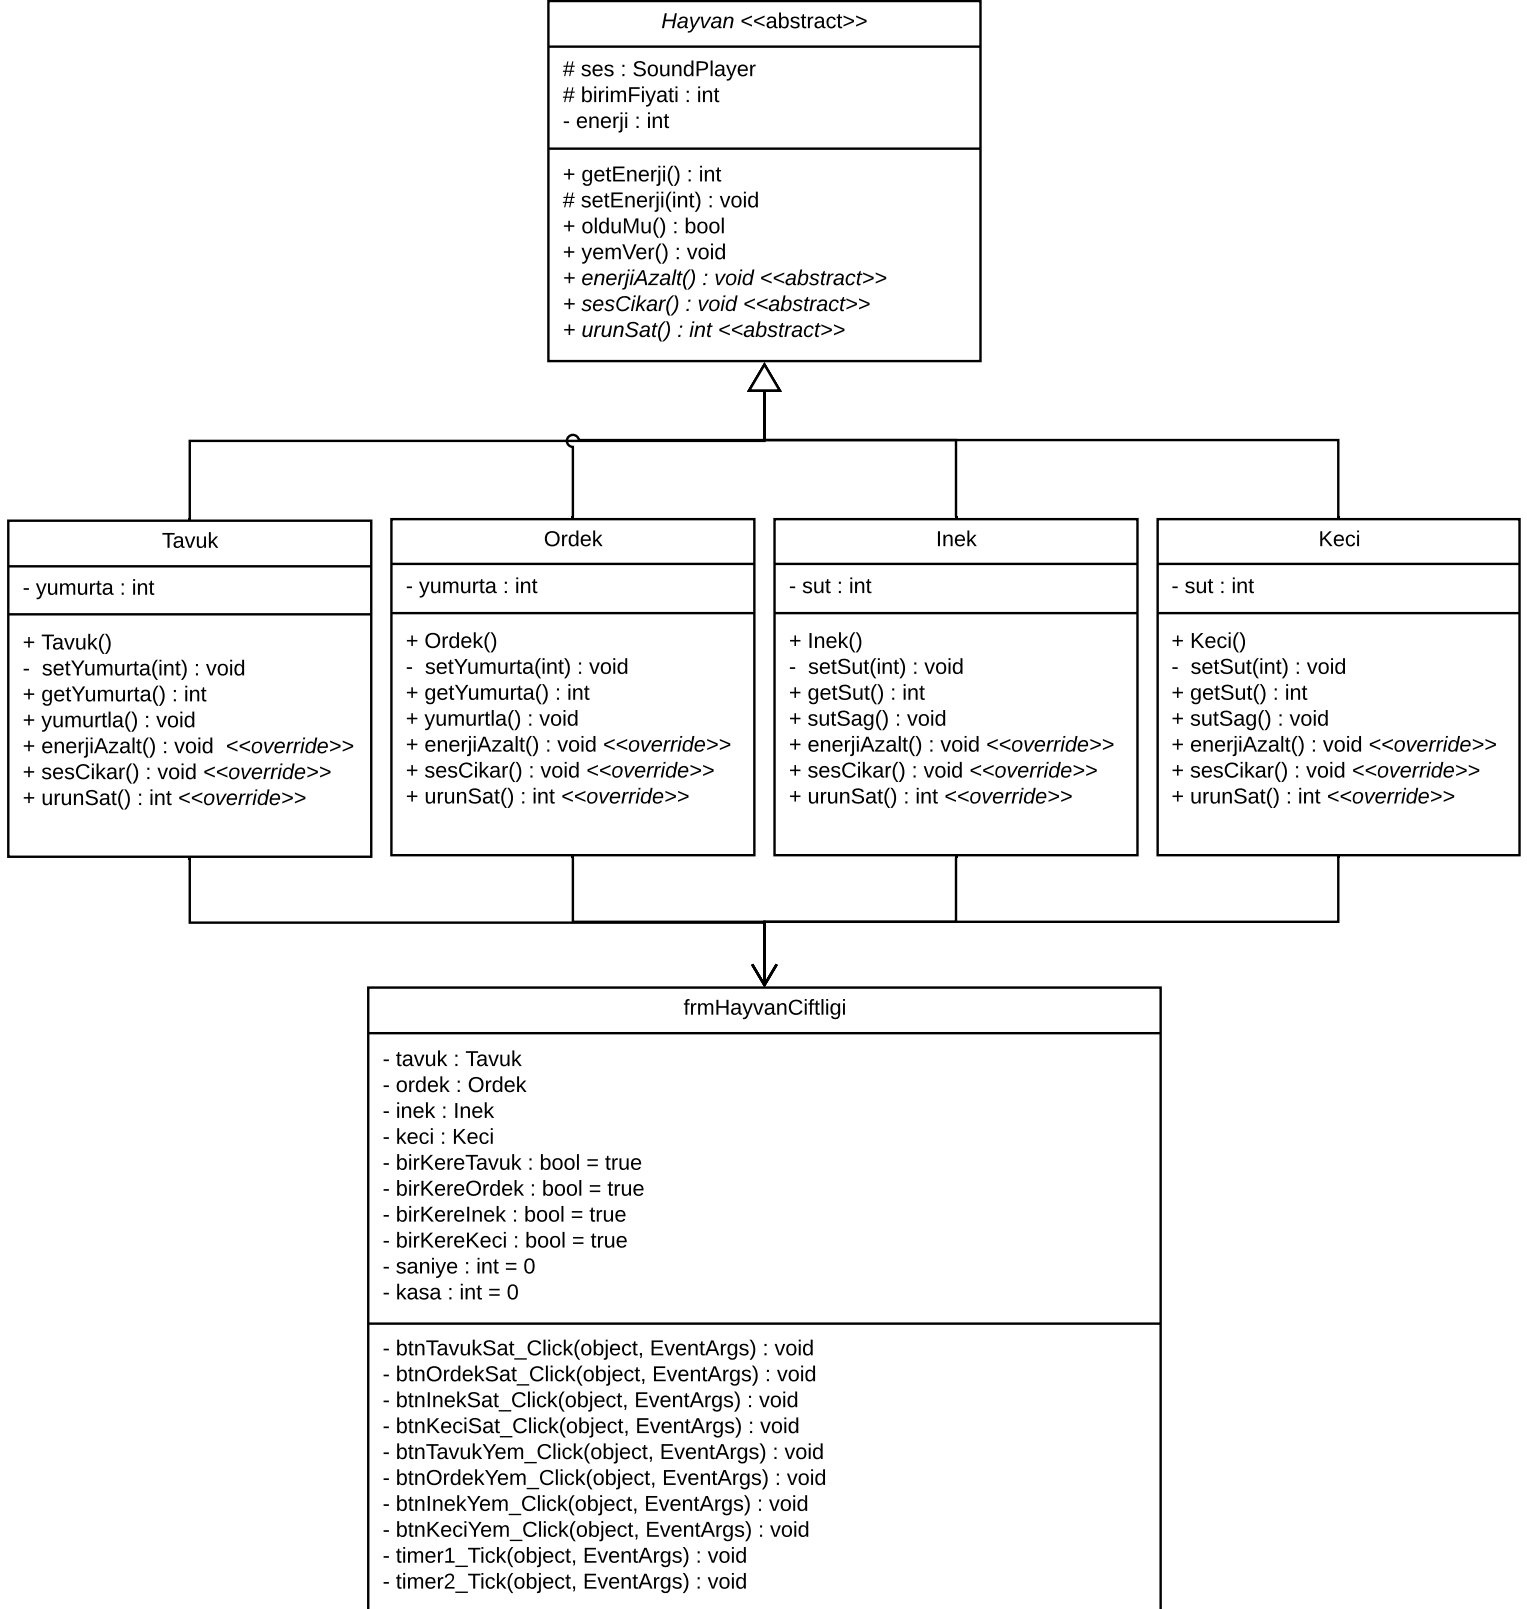 Hayvan <<abstract>>
# ses : SoundPlayer
# birimFiyati : int
- enerji : int
+ getEnerji() : int
# setEnerji(int) : void
+ olduMu() : bool
+ yemVer() : void
+ enerjiAzalt() : void <<abstract>>
+ sesCikar() : void <<abstract>>
+ urunSat() : int <<abstract>>
Tavuk
- yumurta : int
+ Tavuk()
- setYumurta(int) : void
+ getYumurta() : int
+ yumurtla() : void
+ enerjiAzalt() : void <<override>>
+ sesCikar() : void <<override>>
+ urunSat() : int <<override>>
Ordek
- yumurta : int
+ Ordek()
- setYumurta(int) : void
+ getYumurta() : int
+ yumurtla() : void
+ enerjiAzalt() : void <<override>>
+ sesCikar() : void <<override>>
+ urunSat() : int <<override>>
Inek
- sut : int
+ Inek()
- setSut(int) : void
+ getSut() : int
+ sutSag() : void
+ enerjiAzalt() : void <<override>>
+ sesCikar() : void <<override>>
+ urunSat() : int <<override>>
Keci
- sut : int
+ Keci()
- setSut(int) : void
+ getSut() : int
+ sutSag() : void
+ enerjiAzalt() : void <<override>>
+ sesCikar() : void <<override>>
+ urunSat() : int <<override>>
frmHayvanCiftligi
- tavuk : Tavuk
- ordek : Ordek
- inek : Inek
- keci : Keci
- birKereTavuk : bool = true
- birKereOrdek : bool = true
- birKereInek : bool = true
- birKereKeci : bool = true
- saniye : int = 0
- kasa : int = 0
- btnTavukSat_Click(object, EventArgs) : void
- btnOrdekSat_Click(object, EventArgs) : void
- btnInekSat_Click(object, EventArgs) : void
- btnKeciSat_Click(object, EventArgs) : void
- btnTavukYem_Click(object, EventArgs) : void
- btnOrdekYem_Click(object, EventArgs) : void
- btnInekYem_Click(object, EventArgs) : void
- btnKeciYem_Click(object, EventArgs) : void
- timer1_Tick(object, EventArgs) : void
- timer2_Tick(object, EventArgs) : void